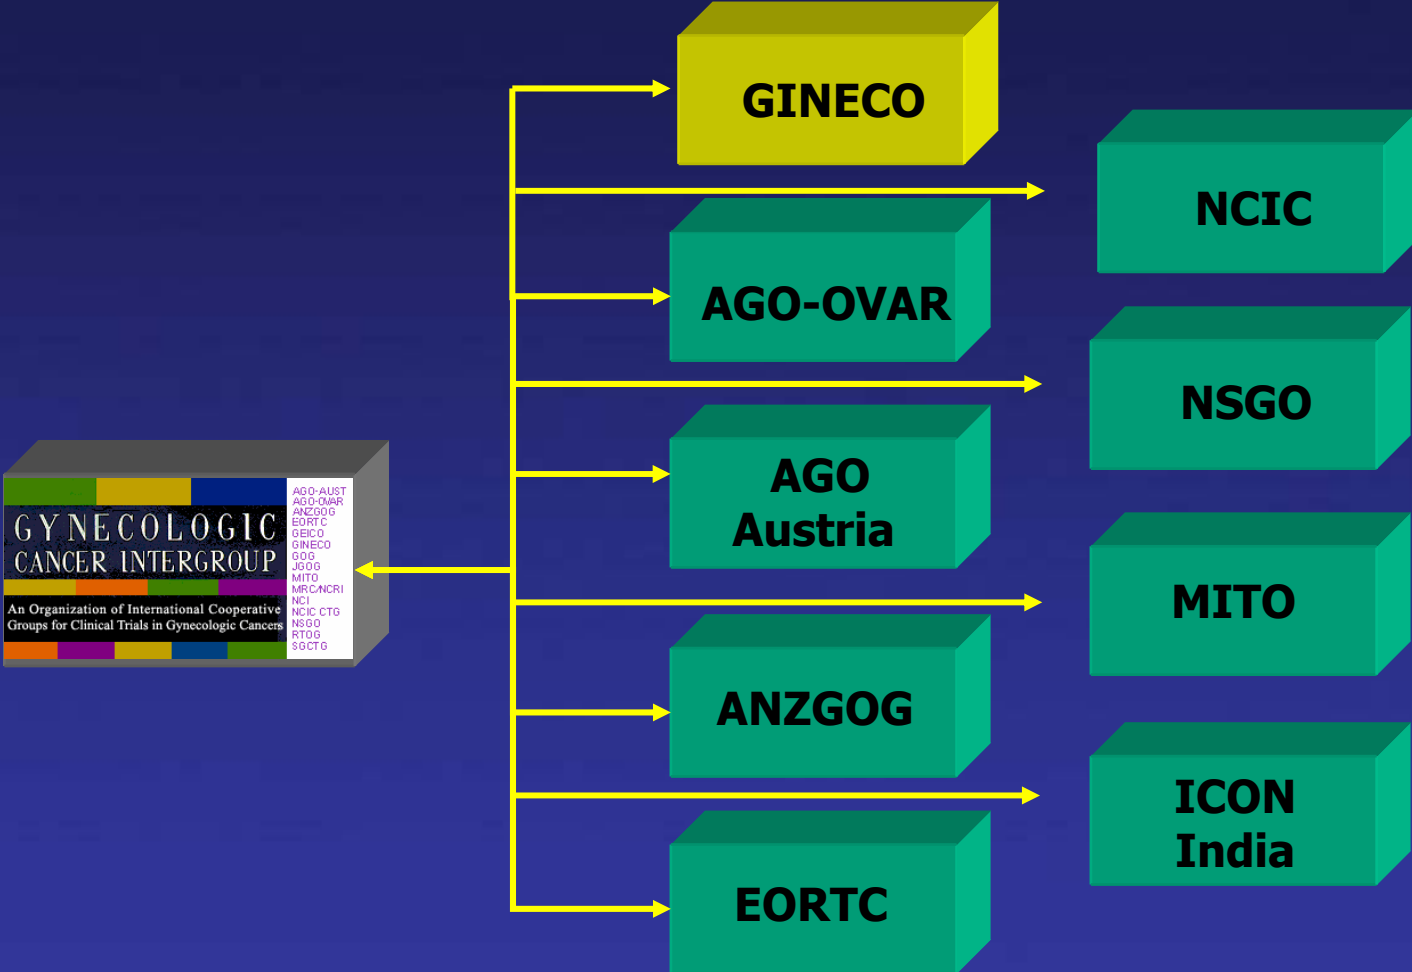 GINECO
NCIC
AGO-OVAR
NSGO
AGO
Austria
GYNECOLOGIC
CANCER INTERGROUP
An Organization of International Cooperative
Groups for Clinical Trials in Gynecologic Cancers
AGO-AUST
AGO-OVAR
ANZGOG
EORTC
GEICO
GINECO
GOG
JGOG
MITO
MRC/NCRI
NCI
NCIC CTG
NSGO
RTOG
SGCTG
MITO
ANZGOG
ICON
India
EORTC